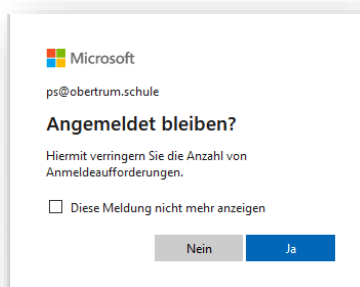 Microsoft
ps@obertrum.schule
Angemeldet bleiben?
Hiermit verringern Sie die Anzahl von
Anmeldeaufforderungen.
Diese Meldung nicht mehr anzeigen
Nein Ja